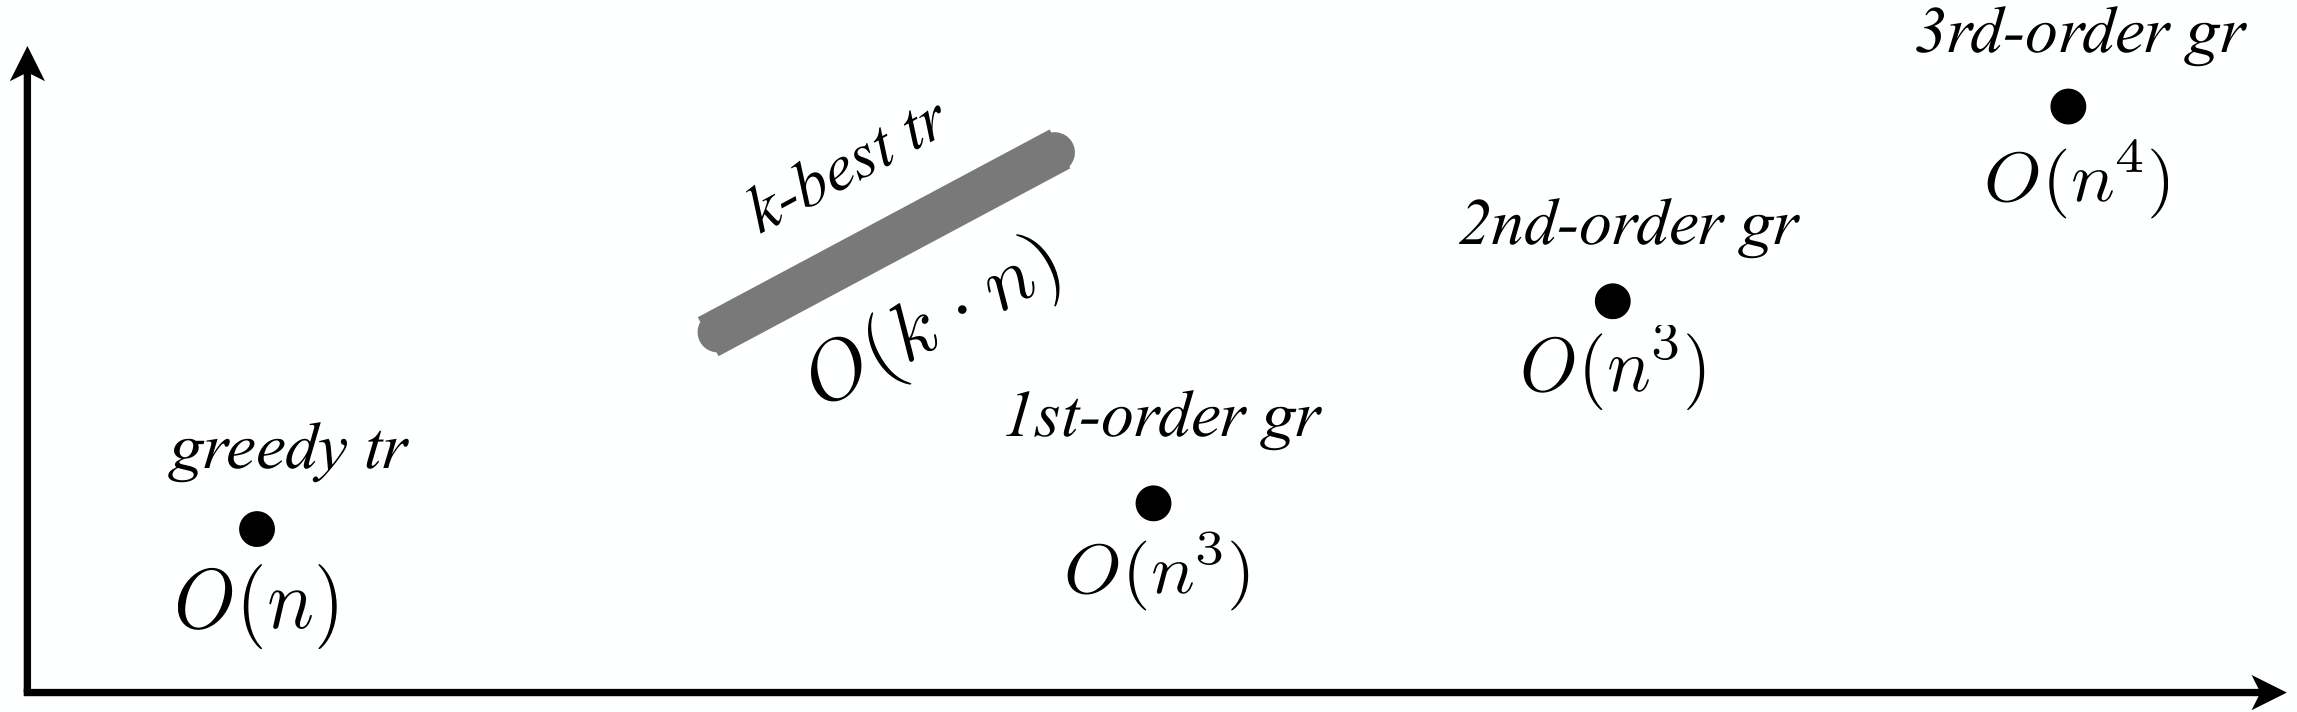 3rd-order gr
O(n^4)
k-best tr
O(k · n)
2nd-order gr
O(n^3)
1st-order gr
O(n^3)
greedy tr
O(n)